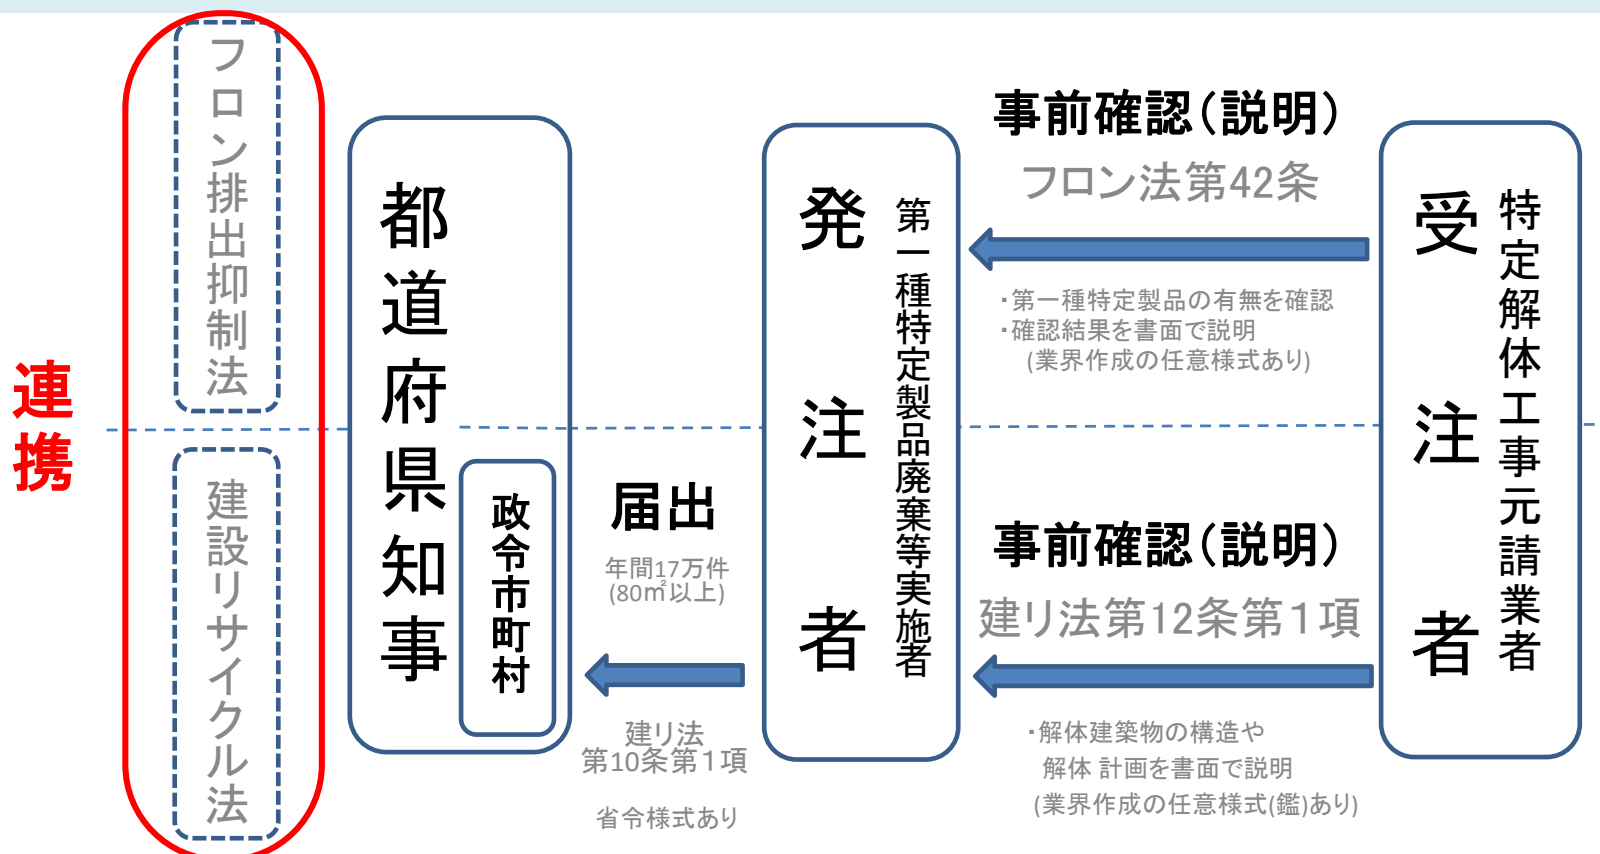 連携
フロン排出抑制法
建設リサイクル法
都道府県知事
政令市町村
届出
年間17万件
(80㎡以上)
建リ法
第10条第１項
省令様式あり
発注者
第一種特定製品廃棄等実施者
事前確認(説明)
フロン法第42条
・第一種特定製品の有無を確認
・確認結果を書面で説明
(業界作成の任意様式あり)
事前確認(説明)
建リ法第12条第１項
・解体建築物の構造や
解体 計画を書面で説明
(業界作成の任意様式(鑑)あり)
受注者
特定解体工事元請業者